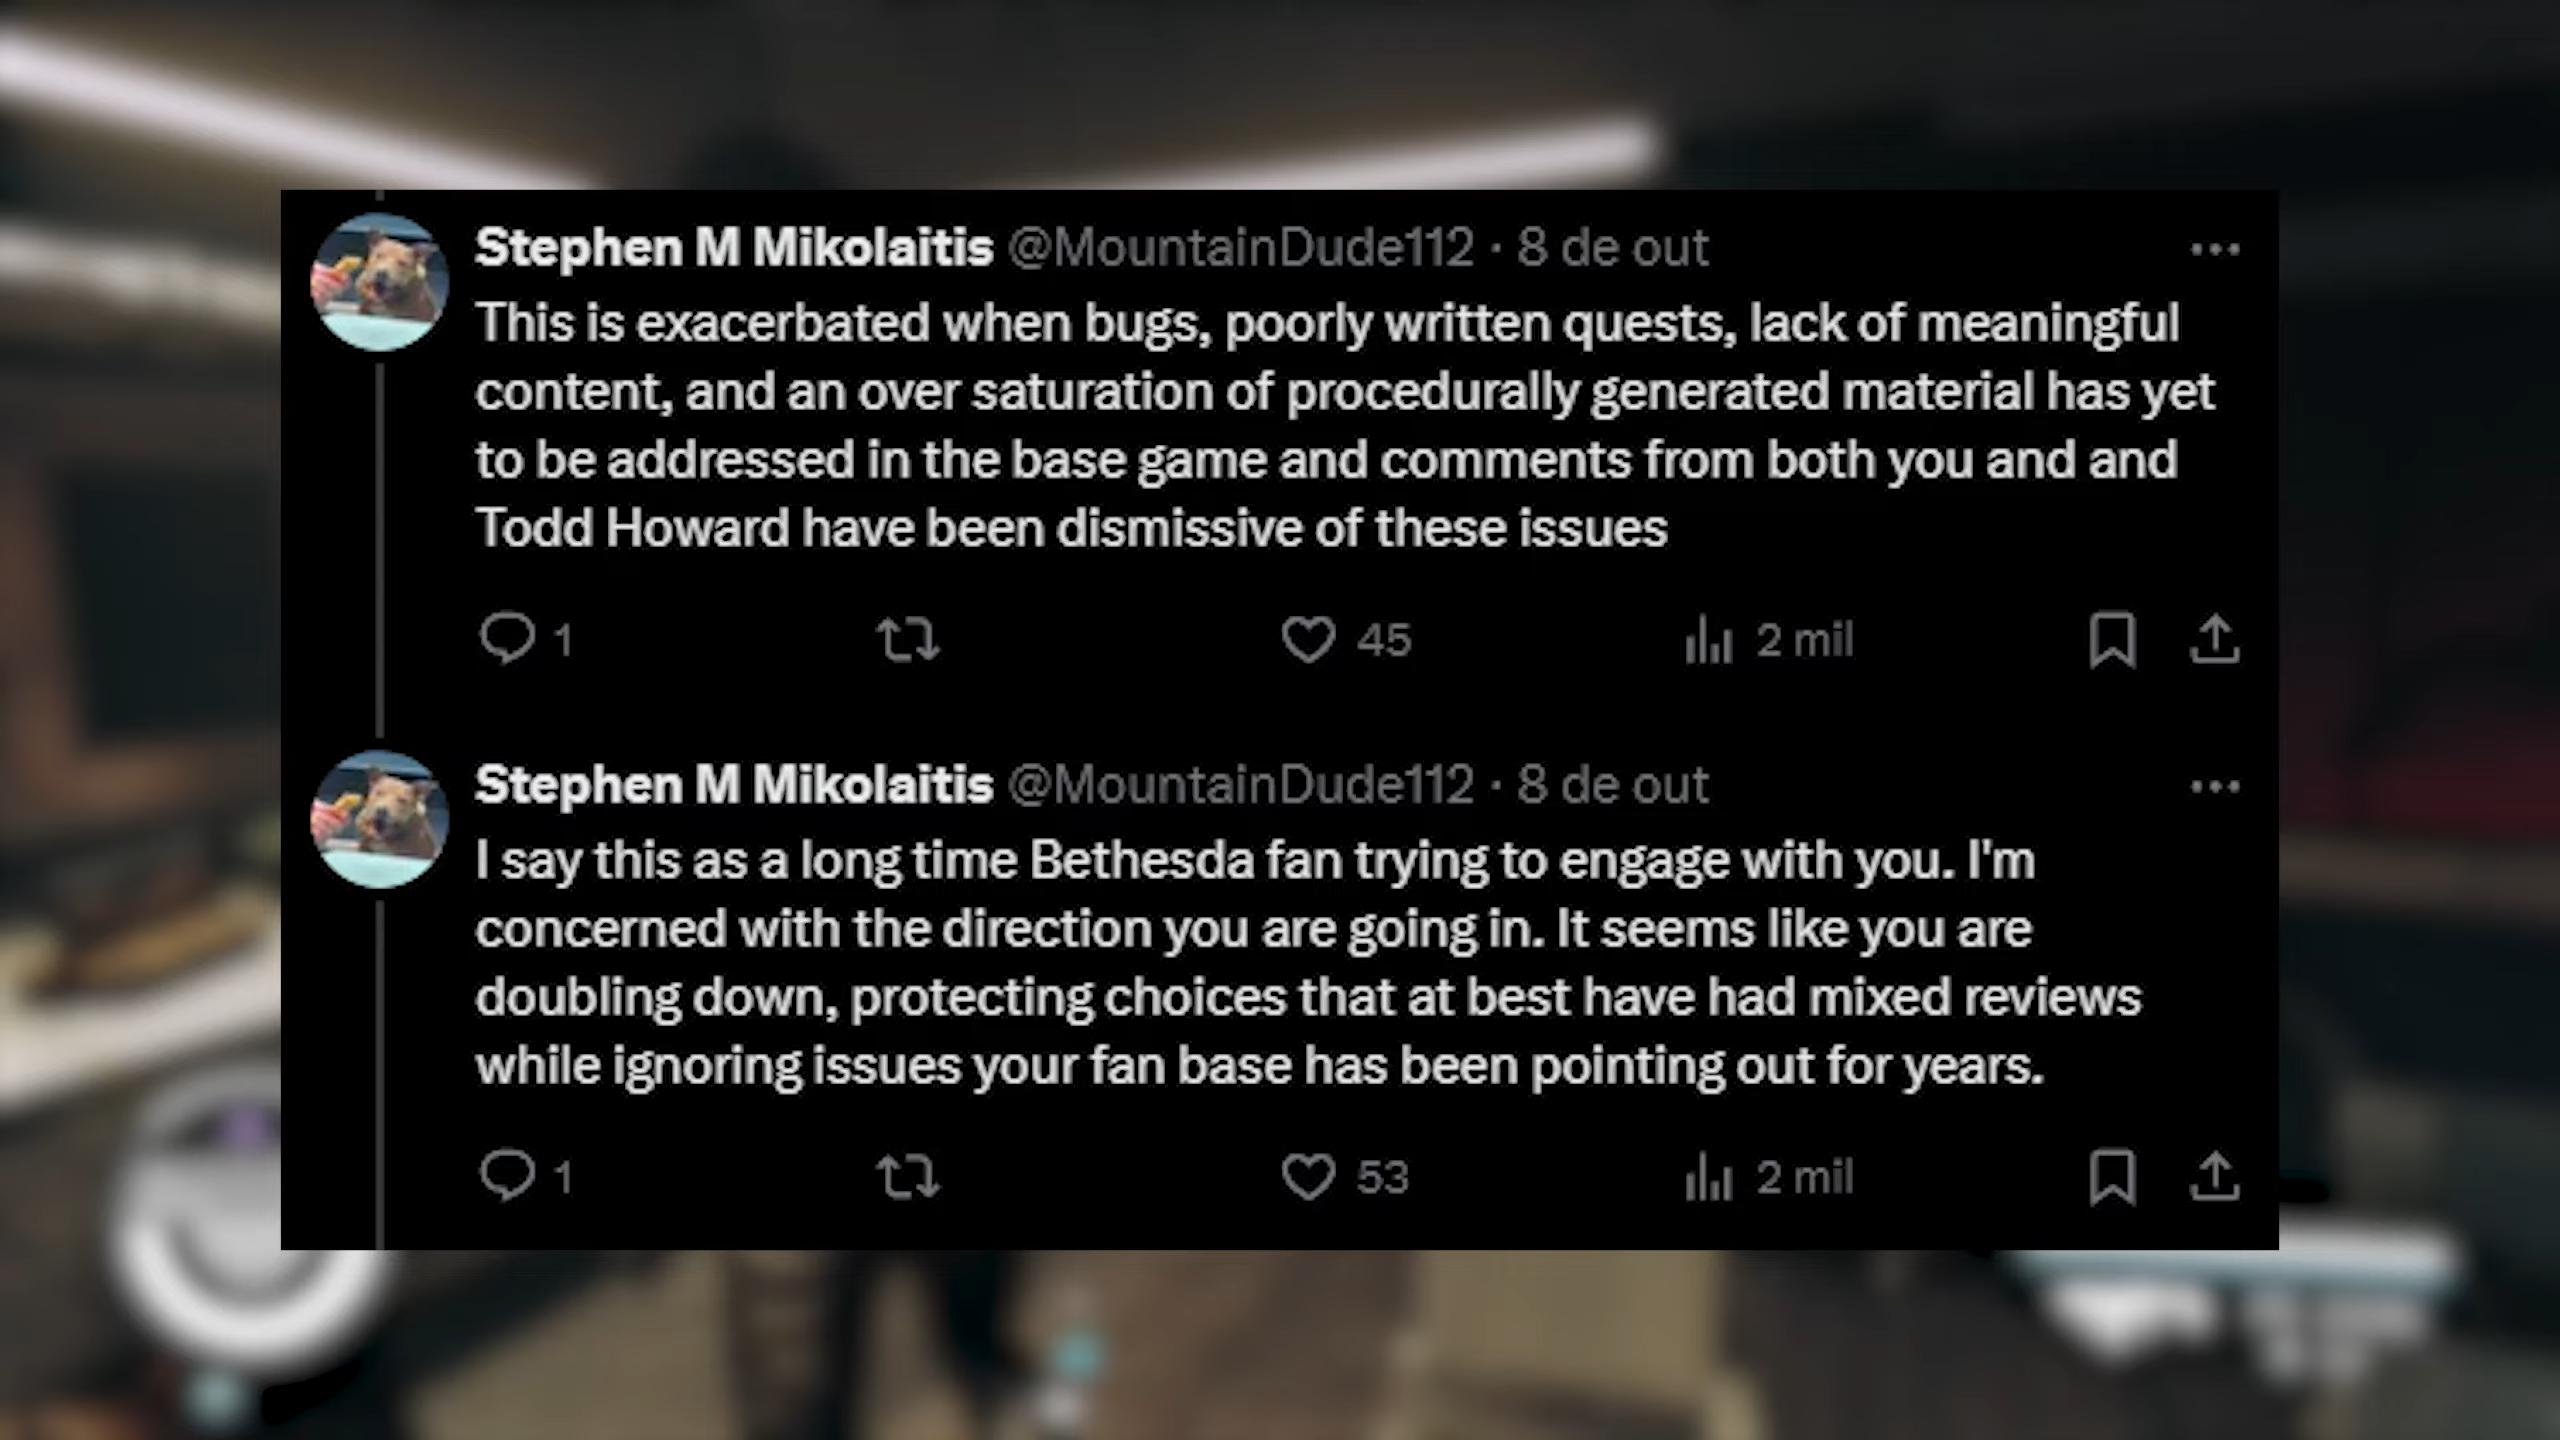 Stephen M Mikolaitis @MountainDude112 · 8 de out
This is exacerbated when bugs, poorly written quests, lack of meaningful
content, and an over saturation of procedurally generated material has yet
to be addressed in the base game and comments from both you and and
Todd Howard have been dismissive of these issues
1 45 2 mil
Stephen M Mikolaitis @MountainDude112 · 8 de out
I say this as a long time Bethesda fan trying to engage with you. I'm
concerned with the direction you are going in. It seems like you are
doubling down, protecting choices that at best have had mixed reviews
while ignoring issues your fan base has been pointing out for years.
1 53 2 mil